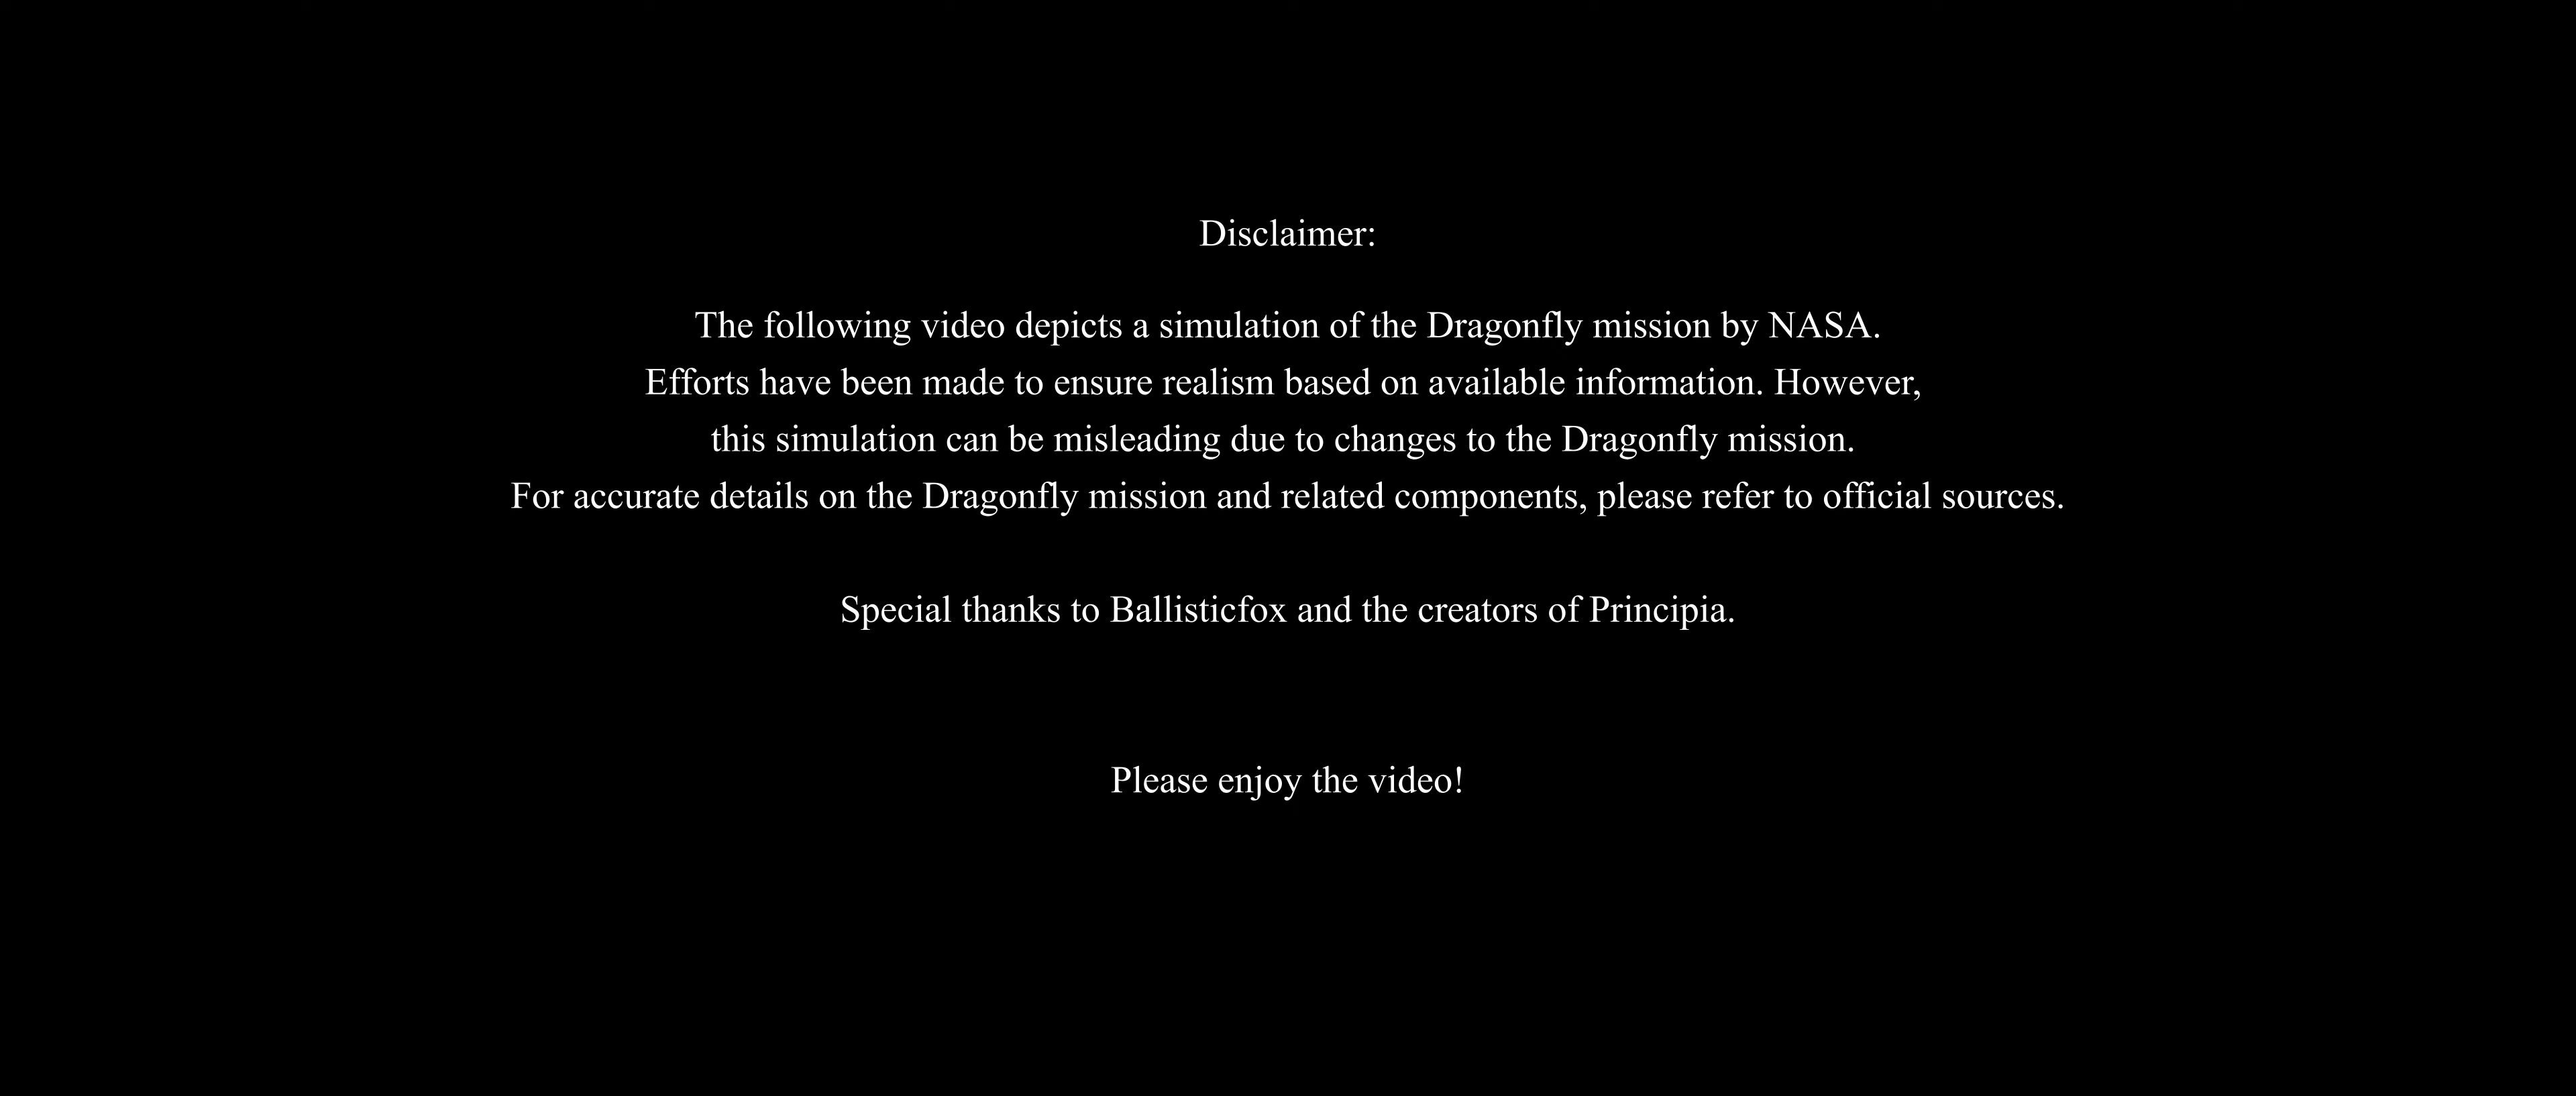 Disclaimer:
The following video depicts a simulation of the Dragonfly mission by NASA.
Efforts have been made to ensure realism based on available information. However,
this simulation can be misleading due to changes to the Dragonfly mission.
For accurate details on the Dragonfly mission and related components, please refer to official sources.
Special thanks to Ballisticfox and the creators of Principia.
Please enjoy the video!